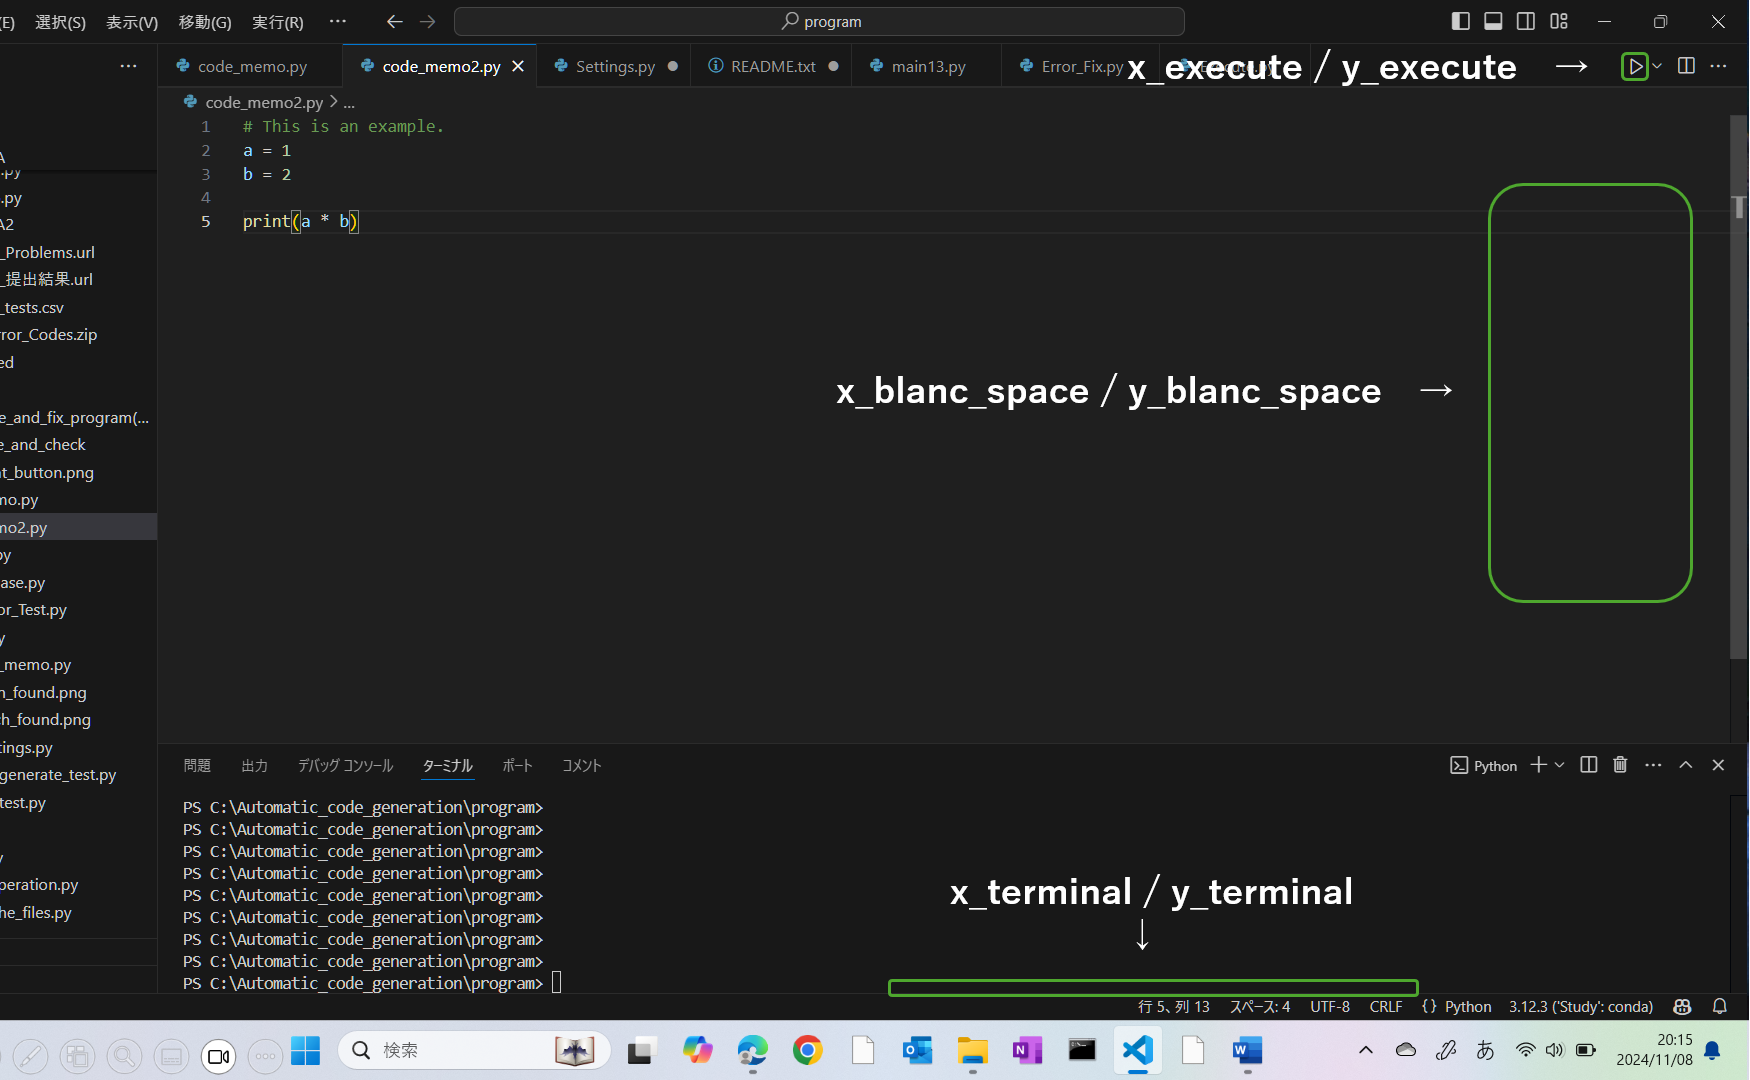 (E) 選択(S) 表示(V) 移動(G) 実行(R) ··· ← → program
··· code_memo.py code_memo2.py Settings.py README.txt main13.py Error_Fix.py
x_execute / y_execute →
code_memo2.py > ...
1 # This is an example.
2 a = 1
3 b = 2
4
5 print(a * b)
A
.py
.py
A2
_Problems.url
_提出結果.url
_tests.csv
ror_Codes.zip
ed
e_and_fix_program(...
e_and_check
nt_button.png
mo.py
mo2.py
py
ase.py
or_Test.py
y
_memo.py
n_found.png
ch_found.png
tings.py
generate_test.py
test.py
y
peration.py
he_files.py
x_blanc_space / y_blanc_space →
問題 出力 デバッグ コンソール ターミナル ポート コメント Python
PS C:\Automatic_code_generation\program>
PS C:\Automatic_code_generation\program>
PS C:\Automatic_code_generation\program>
PS C:\Automatic_code_generation\program>
PS C:\Automatic_code_generation\program>
PS C:\Automatic_code_generation\program>
PS C:\Automatic_code_generation\program>
PS C:\Automatic_code_generation\program>
PS C:\Automatic_code_generation\program>
x_terminal / y_terminal
↓
行 5、列 13 スペース: 4 UTF-8 CRLF {} Python 3.12.3 ('Study': conda)
検索 あ 20:15
2024/11/08